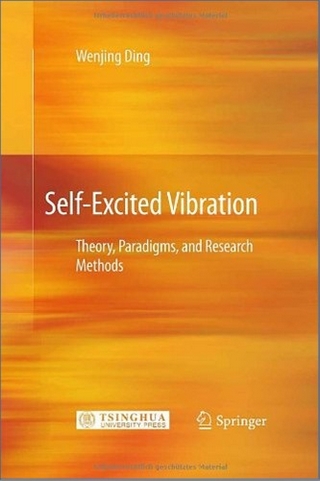 Wenjing Ding
Self-Excited Vibration
Theory, Paradigms, and Research
Methods
TSINGHUA
UNIVERSITY PRESS
Springer